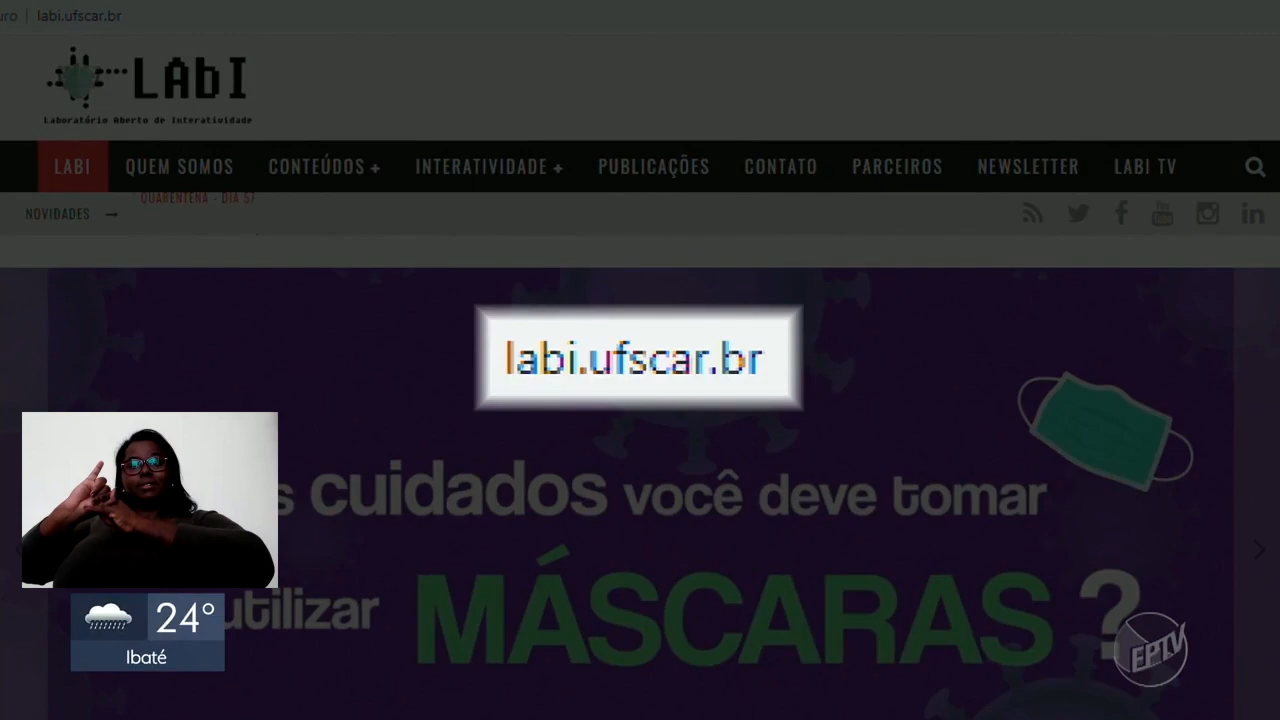 labi.ufscar.br
LAbI
Laboratório Aberto de Interatividade
LABI QUEM SOMOS CONTEÚDOS + INTERATIVIDADE + PUBLICAÇÕES CONTATO PARCEIROS NEWSLETTER LABI TV
QUARENTENA - DIA 57
NOVIDADES →
labi.ufscar.br
cuidados você deve tomar
utilizar MÁSCARAS ?
24°
Ibaté
EPTV